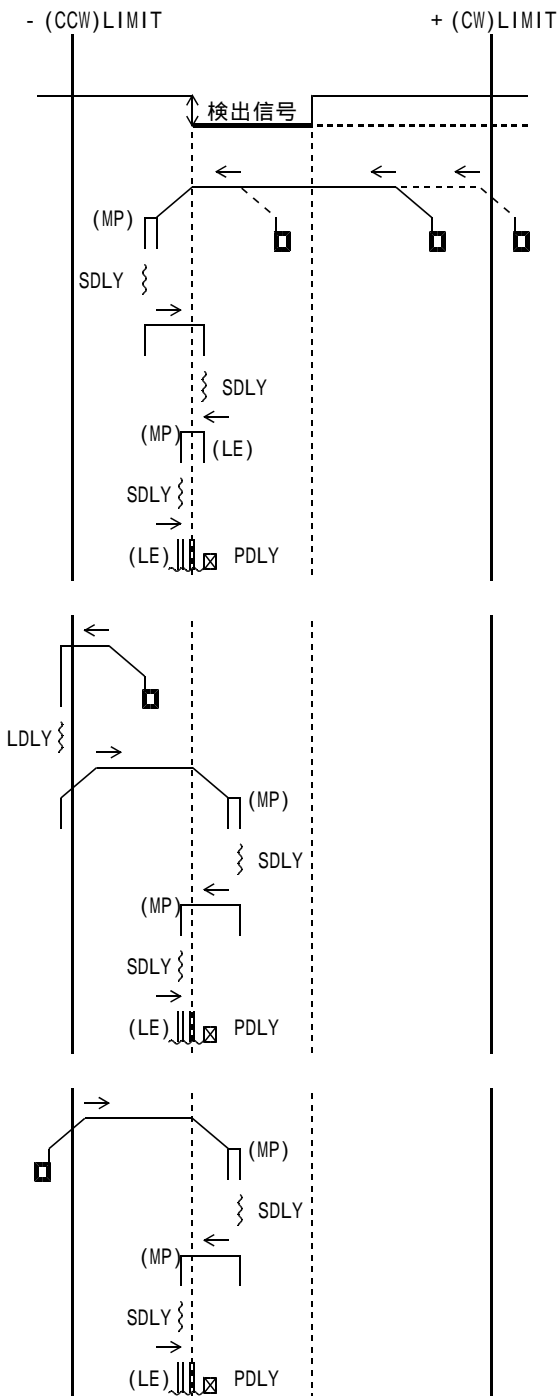 - (CCW)LIMIT + (CW)LIMIT
検出信号
(MP)
SDLY
SDLY
(MP)
(LE)
SDLY
(LE) PDLY
LDLY
(MP)
SDLY
(MP)
SDLY
(LE) PDLY
(MP)
SDLY
(MP)
SDLY
(LE) PDLY